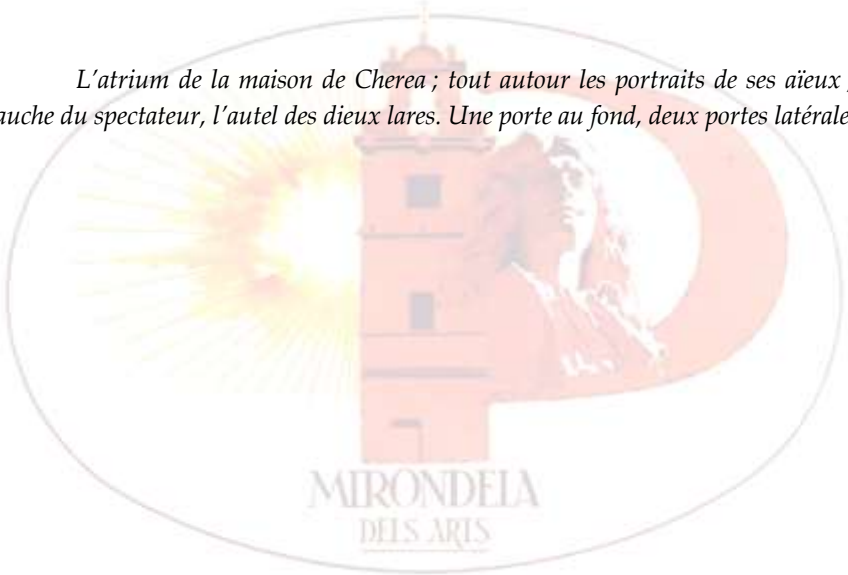 L’atrium de la maison de Cherea ; tout autour les portraits de ses aïeux ;
auche du spectateur, l’autel des dieux lares. Une porte au fond, deux portes latérale
MIRONDELA
DELS ARTS